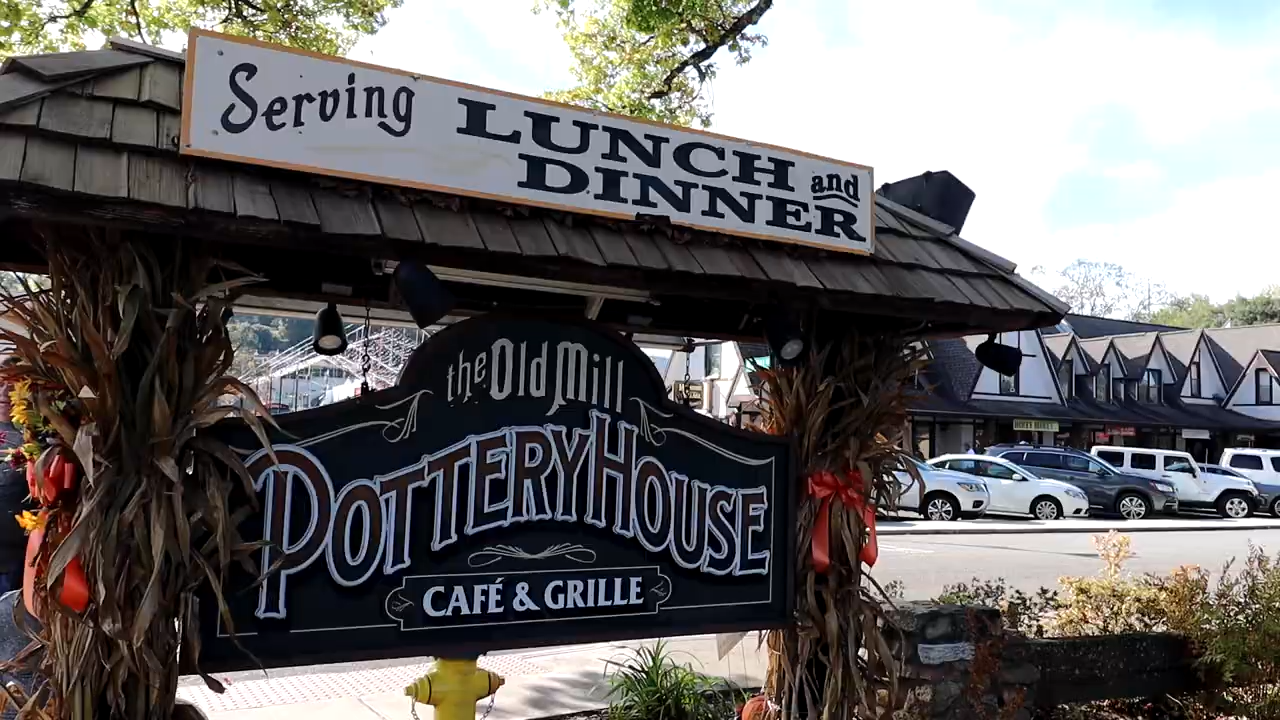 Serving LUNCH and
DINNER
the Old Mill
POTTERY HOUSE
CAFÉ & GRILLE